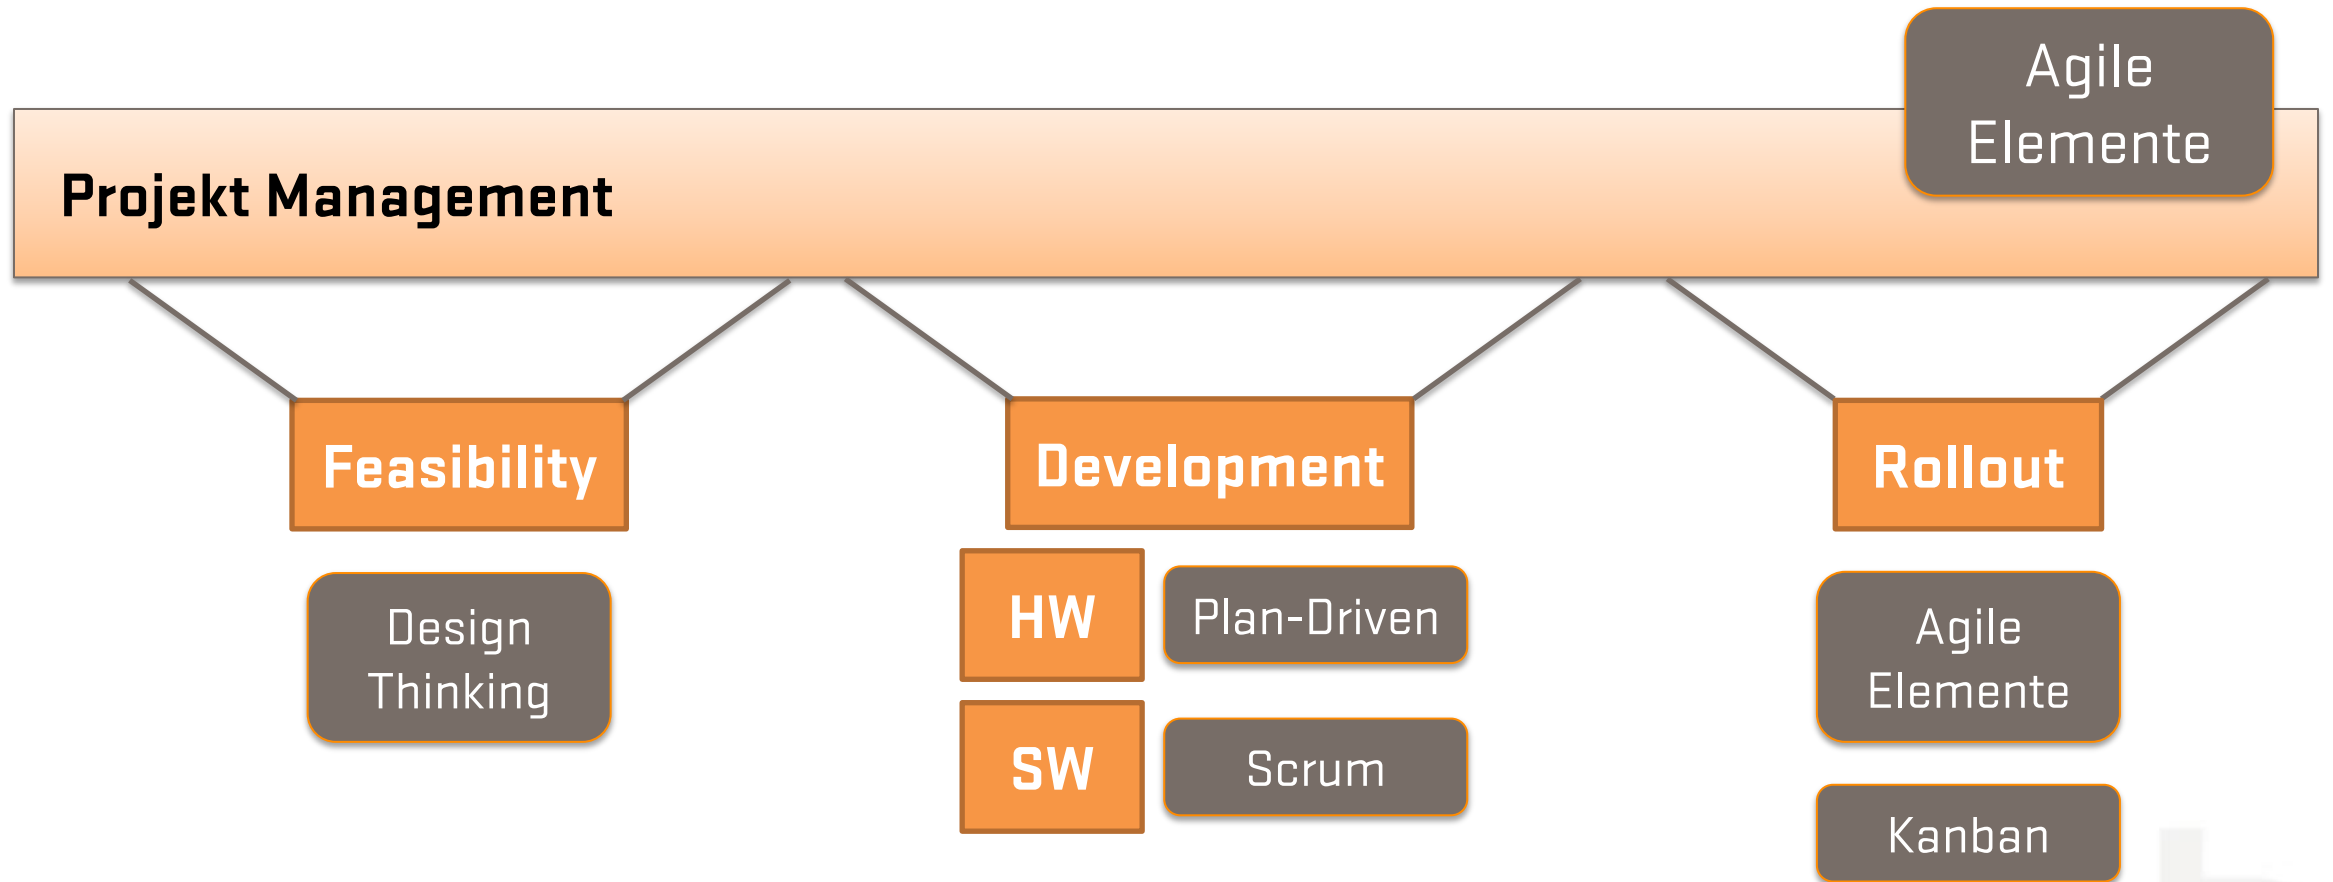 Agile
Elemente
Projekt Management
Feasibility
Development
Rollout
Design
Thinking
HW
Plan-Driven
SW
Scrum
Agile
Elemente
Kanban